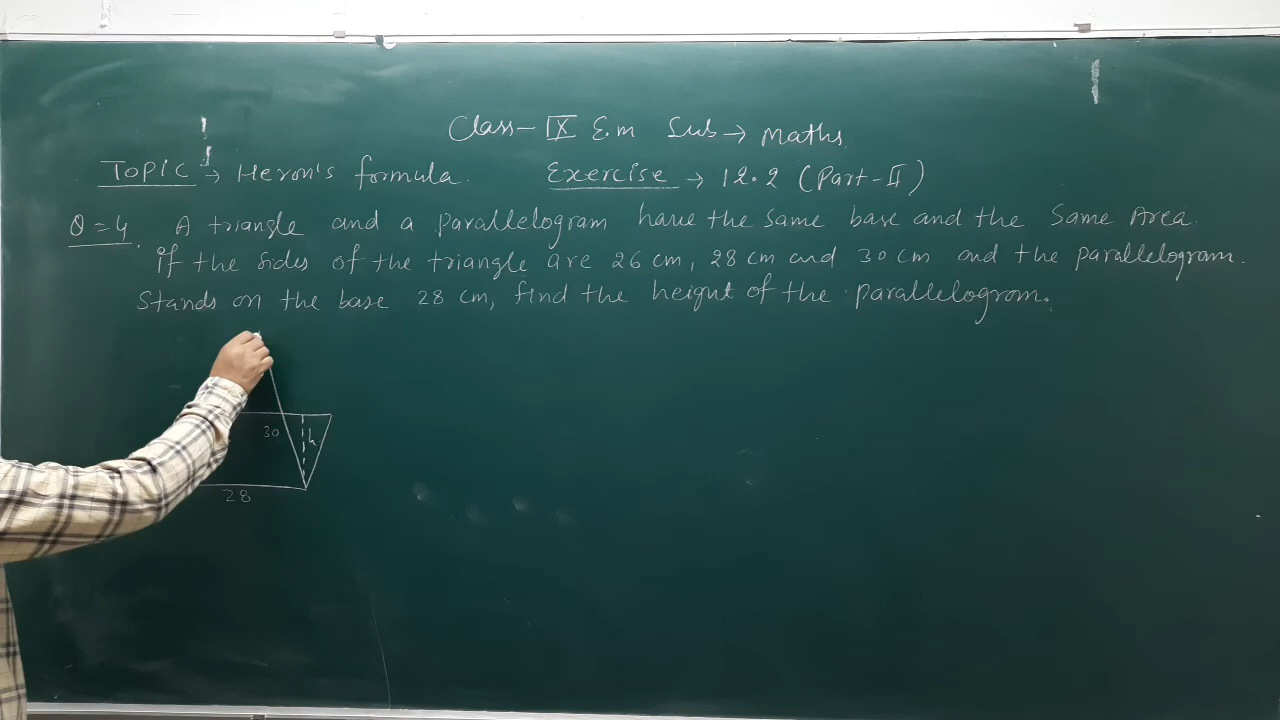 Class-IX E.m Sub→ Maths
TOPIC → Heron's formula. Exercise → 12.2 (Part-II)
Q=4. A triangle and a parallelogram have the same base and the same Area.
if the sides of the triangle are 26 cm, 28 cm and 30 cm and the parallelogram.
Stands on the base 28 cm, find the height of the parallelogram.
30 h
28